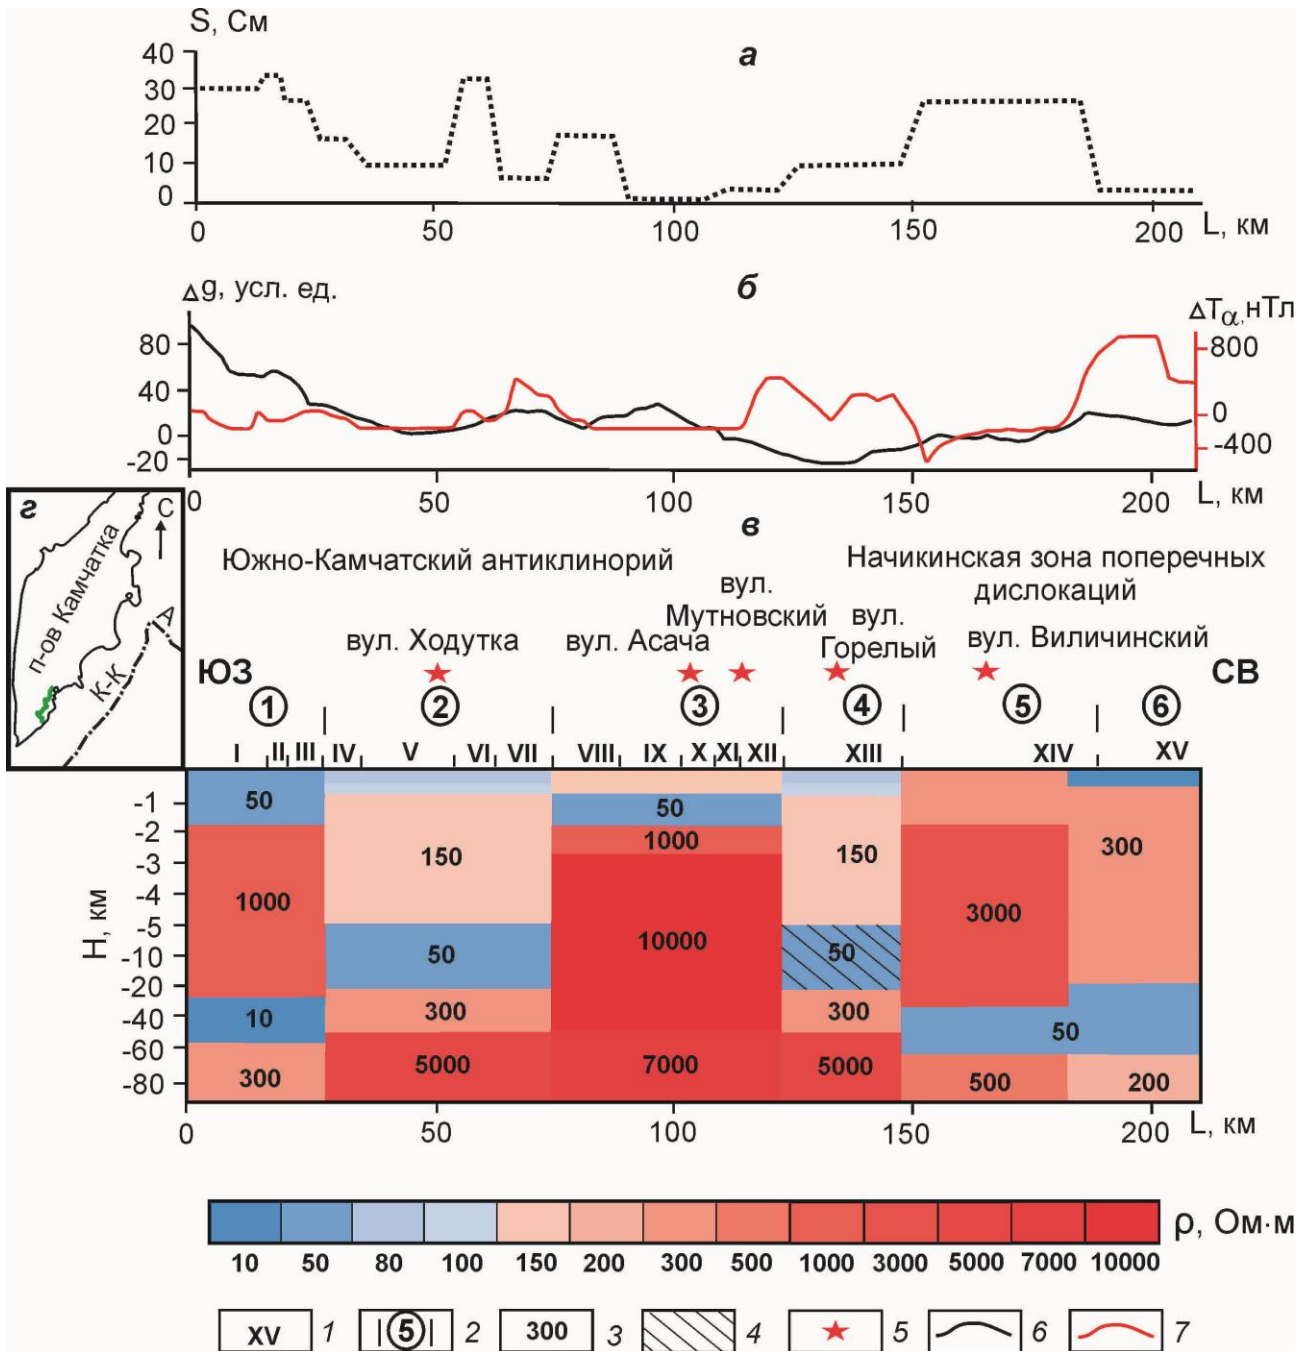 S, См
а
40
30
20
10
0
0 50 100 150 200 L, км
Δg, усл. ед.
б
ΔTα, нТл
80
40
0
-20
800
0
-400
0 50 100 150 200 L, км
г
С
п-ов Камчатка
К-К
А
в
Южно-Камчатский антиклинорий
Начикинская зона поперечных
дислокаций
вул.
Мутновский
вул. Ходутка
вул. Асача
вул.
Горелый
вул. Виличинский
ЮЗ
СВ
1 2 3 4 5 6
I II III IV V VI VII VIII IX X XI XII XIII XIV XV
H, км
-1
-2
-3
-4
-5
-10
-20
-40
-60
-80
50
1000
10
300
150
50
300
5000
50
1000
10000
7000
150
50
300
5000
3000
50
500
300
200
0 50 100 150 200 L, км
ρ, Ом·м
10 50 80 100 150 200 300 500 1000 3000 5000 7000 10000
XV 1 |5| 2 300 3 4 5 6 7